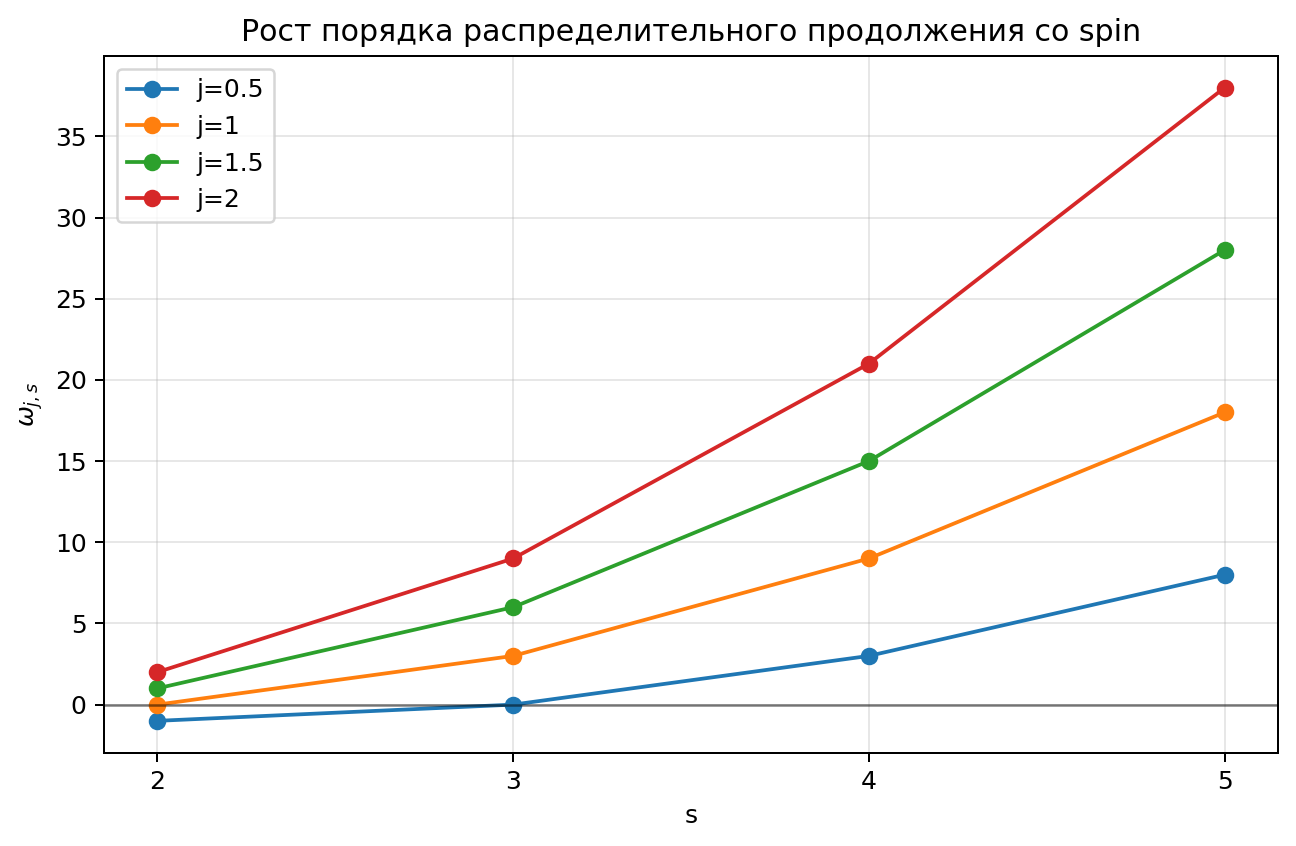 Рост порядка распределительного продолжения со spin
j=0.5
j=1
j=1.5
j=2
35
30
25
20
15
10
5
0
ω_{j, s}
2
3
4
5
s